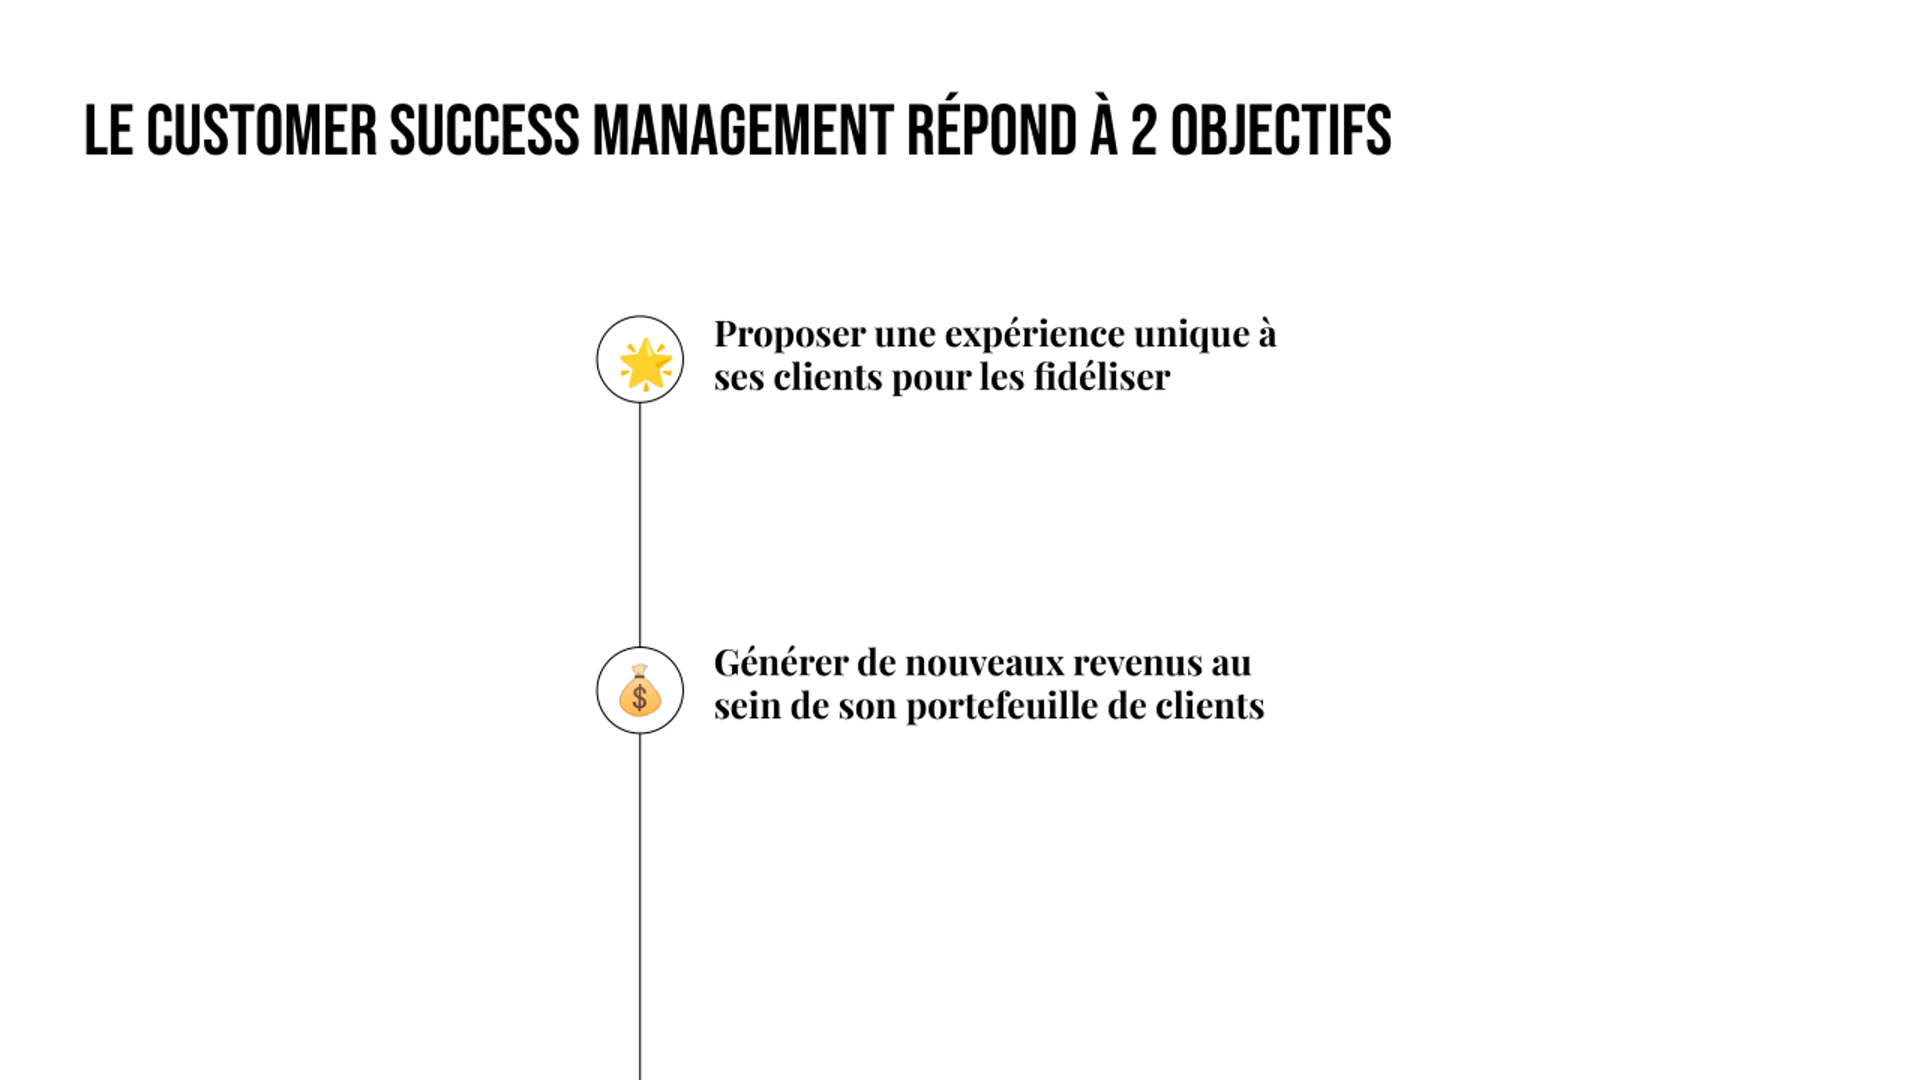 LE CUSTOMER SUCCESS MANAGEMENT RÉPOND À 2 OBJECTIFS
Proposer une expérience unique à
ses clients pour les fidéliser
Générer de nouveaux revenus au
sein de son portefeuille de clients